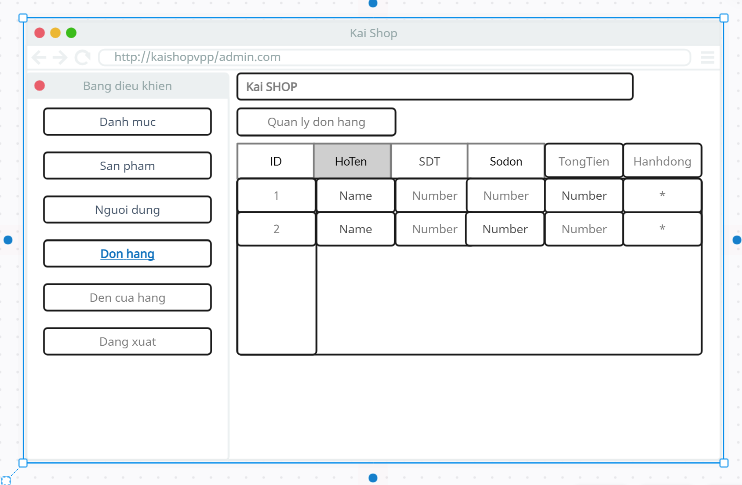 Kai Shop
http://kaishopvpp/admin.com
Bang dieu khien
Danh muc
San pham
Nguoi dung
Don hang
Den cua hang
Dang xuat
Kai SHOP
Quan ly don hang
ID HoTen SDT Sodon TongTien Hanhdong
1 Name Number Number Number *
2 Name Number Number Number *